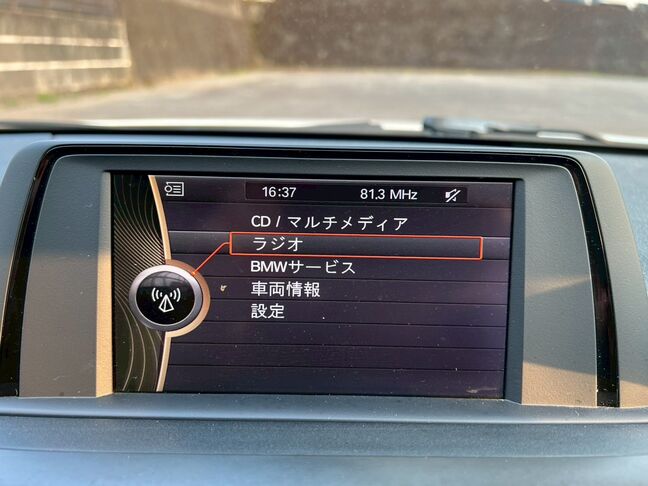 16:37 81.3 MHz
CD / マルチメディア
ラジオ
BMWサービス
車両情報
設定